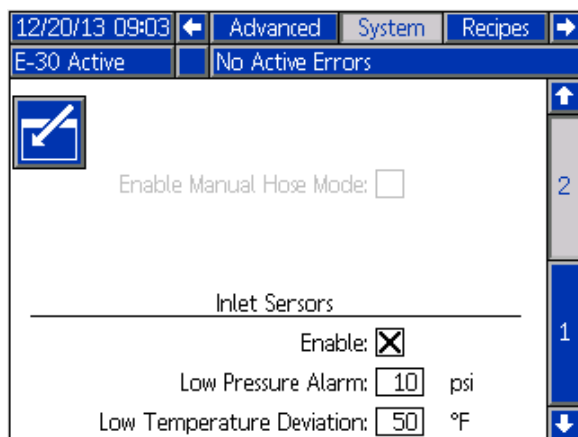 12/20/13 09:03 Advanced System Recipes
E-30 Active No Active Errors
Enable Manual Hose Mode:
2
Inlet Sersors
Enable:
1
Low Pressure Alarm: 10 psi
Low Temperature Deviation: 50 °F